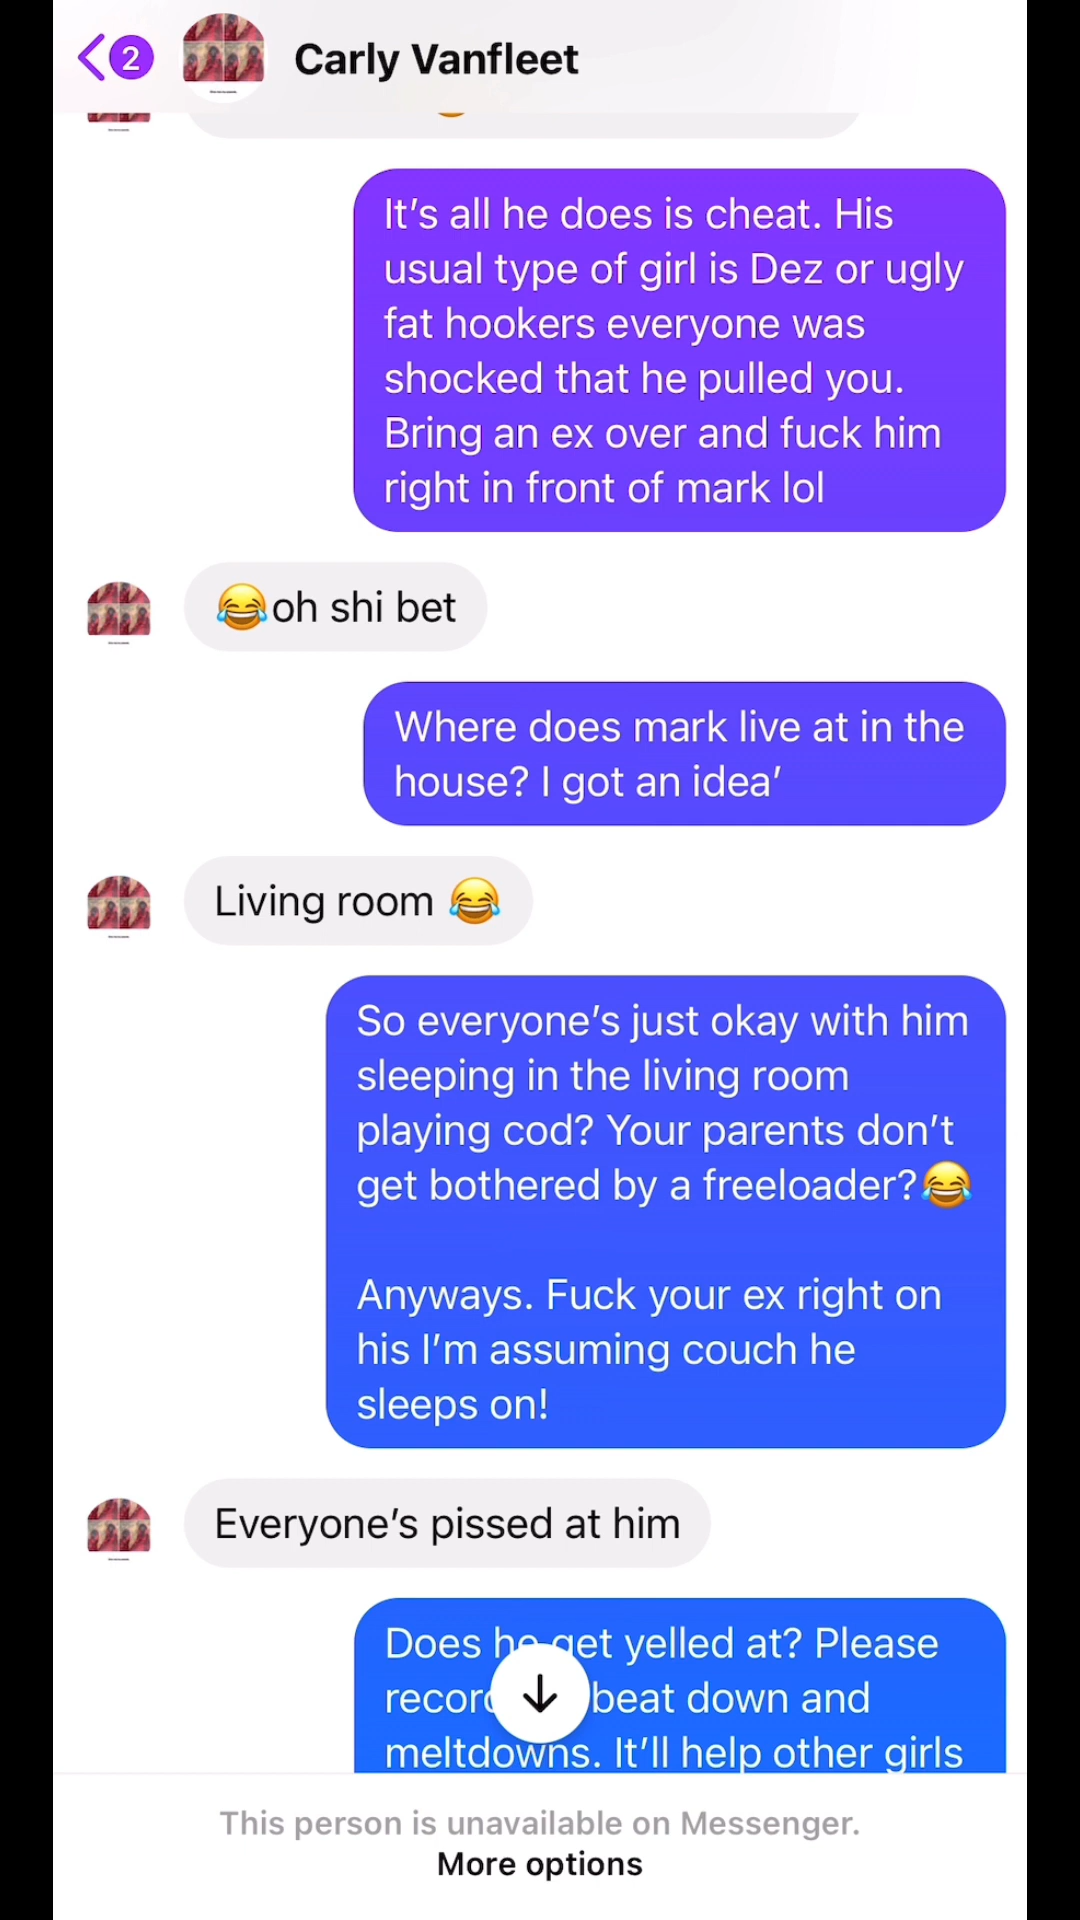 2
Carly Vanfleet
It's all he does is cheat. His
usual type of girl is Dez or ugly
fat hookers everyone was
shocked that he pulled you.
Bring an ex over and fuck him
right in front of mark lol
😂oh shi bet
Where does mark live at in the
house? I got an idea’
Living room 😂
So everyone's just okay with him
sleeping in the living room
playing cod? Your parents don't
get bothered by a freeloader?😂
Anyways. Fuck your ex right on
his I'm assuming couch he
sleeps on!
Everyone's pissed at him
Does he get yelled at? Please
beat down and
meltdowns. It'll help other girls
This person is unavailable on Messenger.
More options